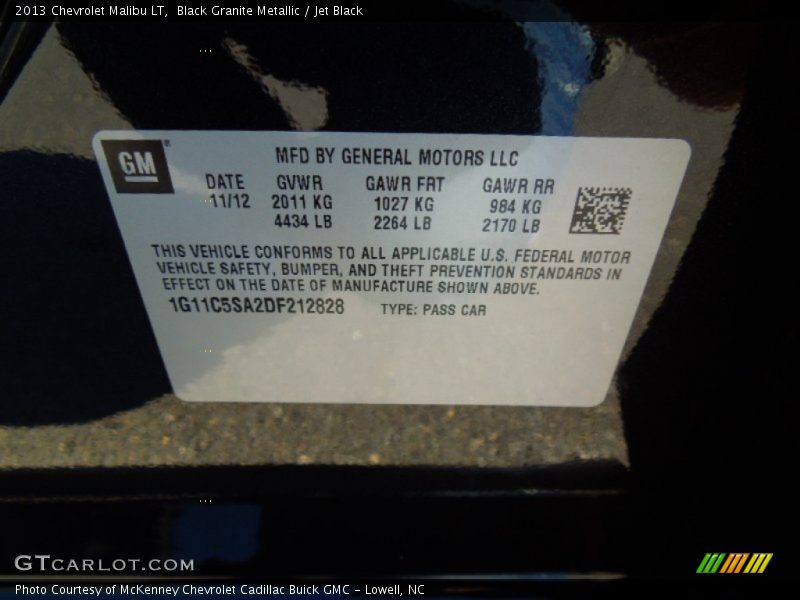 2013 Chevrolet Malibu LT,  Black Granite Metallic / Jet Black
GM®
MFD BY GENERAL MOTORS LLC
DATE GVWR GAWR FRT GAWR RR
11/12 2011 KG 1027 KG 984 KG
4434 LB 2264 LB 2170 LB
THIS VEHICLE CONFORMS TO ALL APPLICABLE U.S. FEDERAL MOTOR
VEHICLE SAFETY, BUMPER, AND THEFT PREVENTION STANDARDS IN
EFFECT ON THE DATE OF MANUFACTURE SHOWN ABOVE.
1G11C5SA2DF212828 TYPE: PASS CAR
GTCARLOT.COM
Photo Courtesy of McKenney Chevrolet Cadillac Buick GMC - Lowell, NC